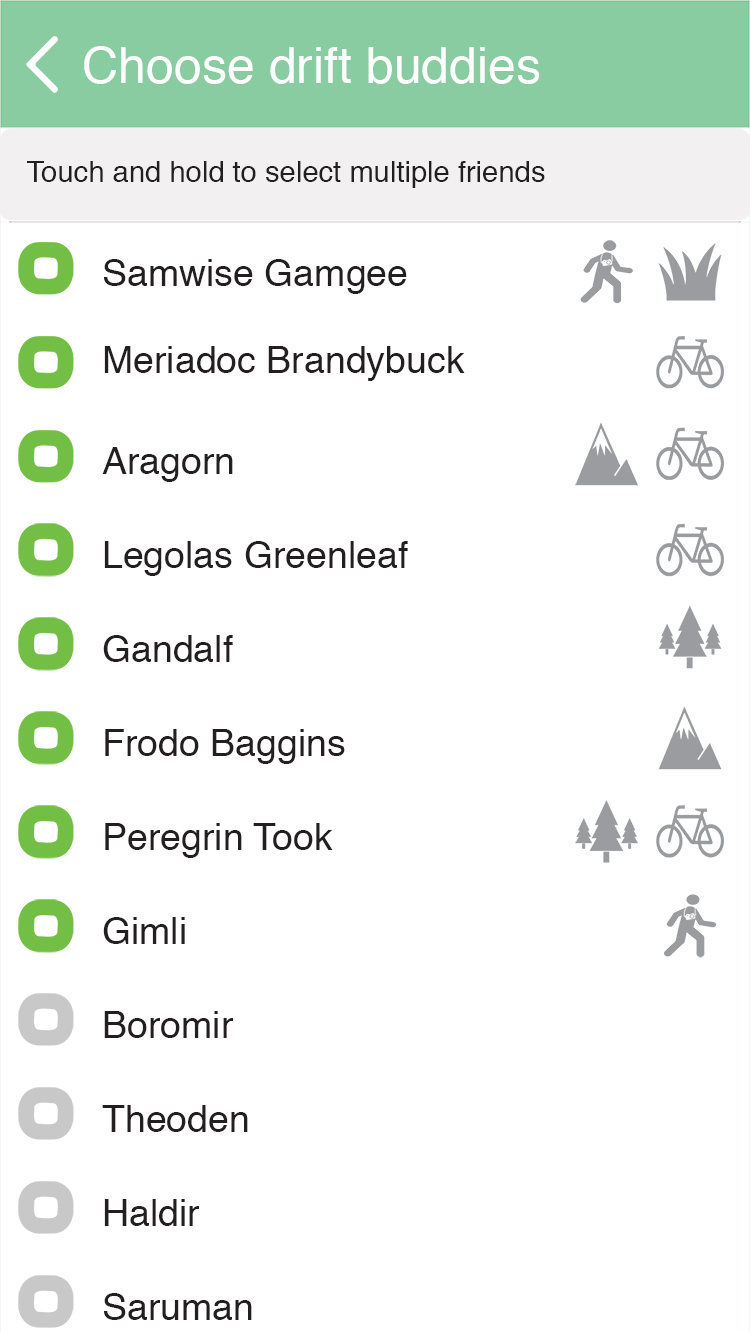 Choose drift buddies
Touch and hold to select multiple friends
Samwise Gamgee
Meriadoc Brandybuck
Aragorn
Legolas Greenleaf
Gandalf
Frodo Baggins
Peregrin Took
Gimli
Boromir
Theoden
Haldir
Saruman